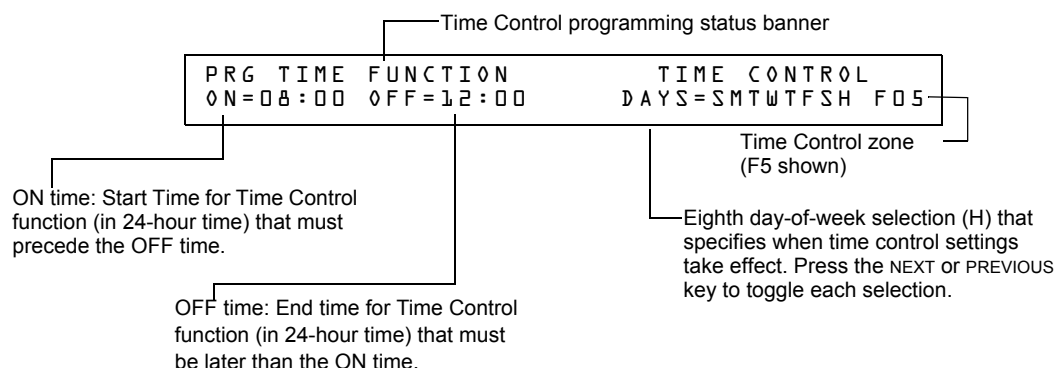 Time Control programming status banner
PRG TIME FUNCTION TIME CONTROL
ON=08:00 OFF=12:00 DAYS=SMTWTFSH F05
Time Control zone
(F5 shown)
ON time: Start Time for Time Control
function (in 24-hour time) that must
precede the OFF time.
Eighth day-of-week selection (H) that
specifies when time control settings
take effect. Press the NEXT or PREVIOUS
key to toggle each selection.
OFF time: End time for Time Control
function (in 24-hour time) that must
be later than the ON time.